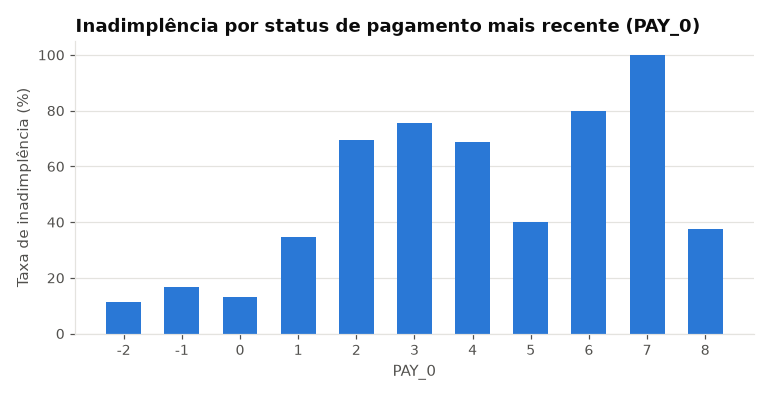 Inadimplência por status de pagamento mais recente (PAY_0)
Taxa de inadimplência (%)
100
80
60
40
20
0
-2 -1 0 1 2 3 4 5 6 7 8
PAY_0